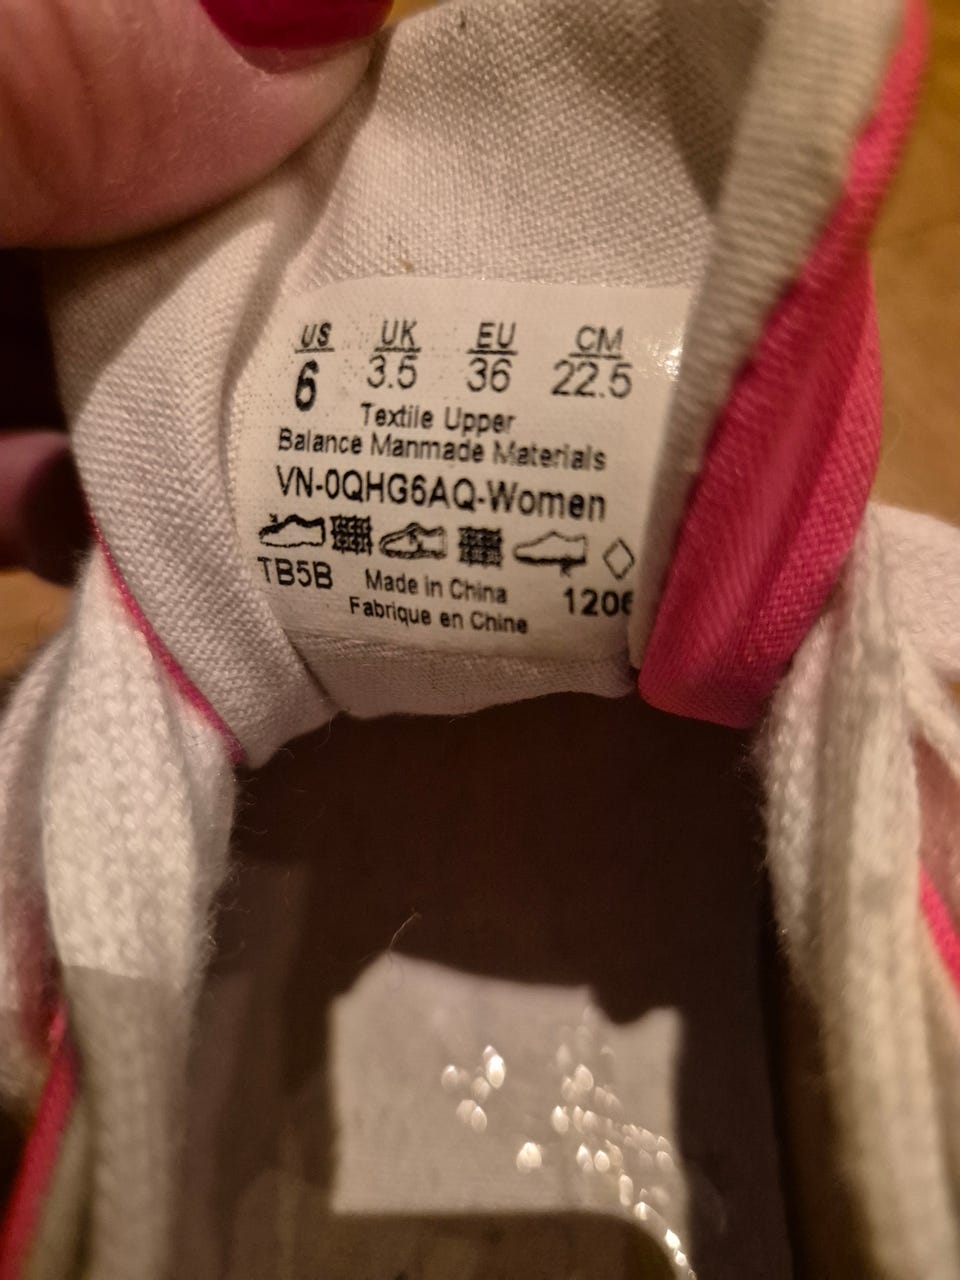 US UK EU CM
6 3.5 36 22.5
Textile Upper
Balance Manmade Materials
VN-0QHG6AQ-Women
TB5B Made in China 1206
Fabrique en Chine